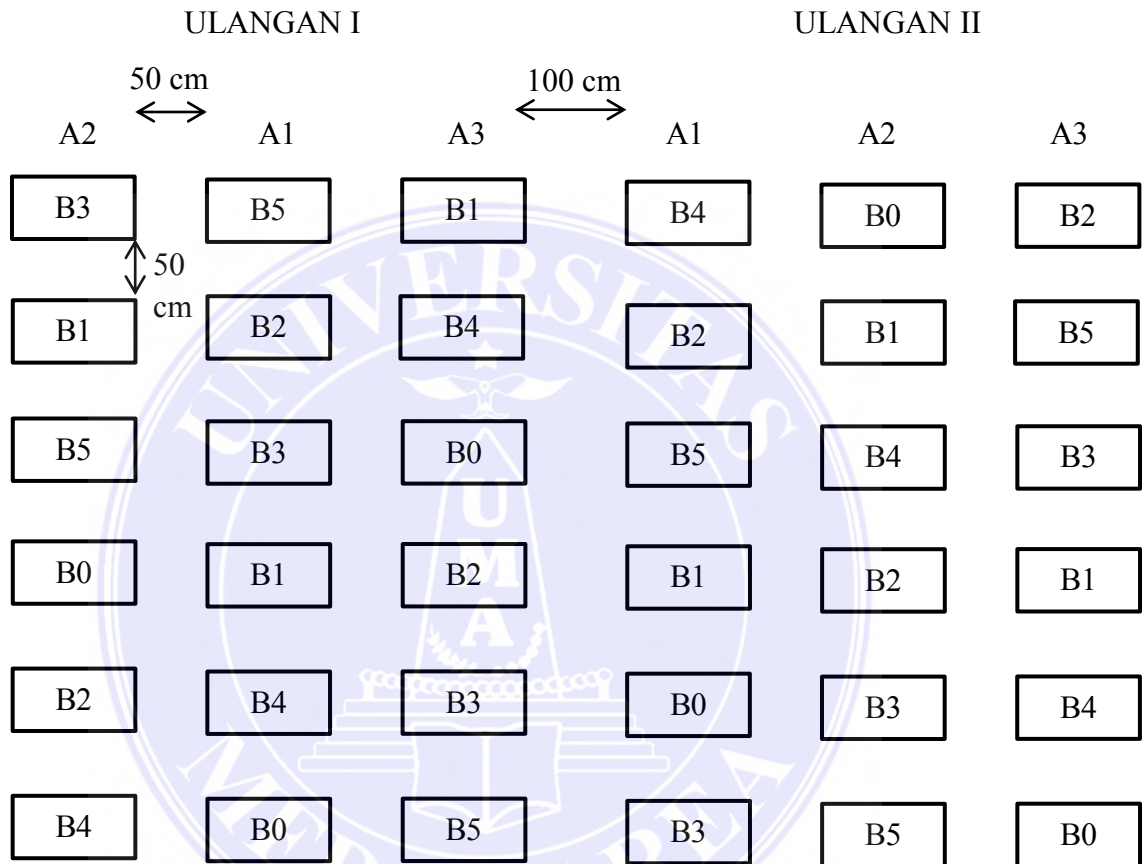 ULANGAN I ULANGAN II
50 cm 100 cm
A2 A1 A3 A1 A2 A3
B3 B5 B1 B4 B0 B2
50
cm
B1 B2 B4 B2 B1 B5
B5 B3 B0 B5 B4 B3
B0 B1 B2 B1 B2 B1
B2 B4 B3 B0 B3 B4
B4 B0 B5 B3 B5 B0
UNIVERSITAS
UMA